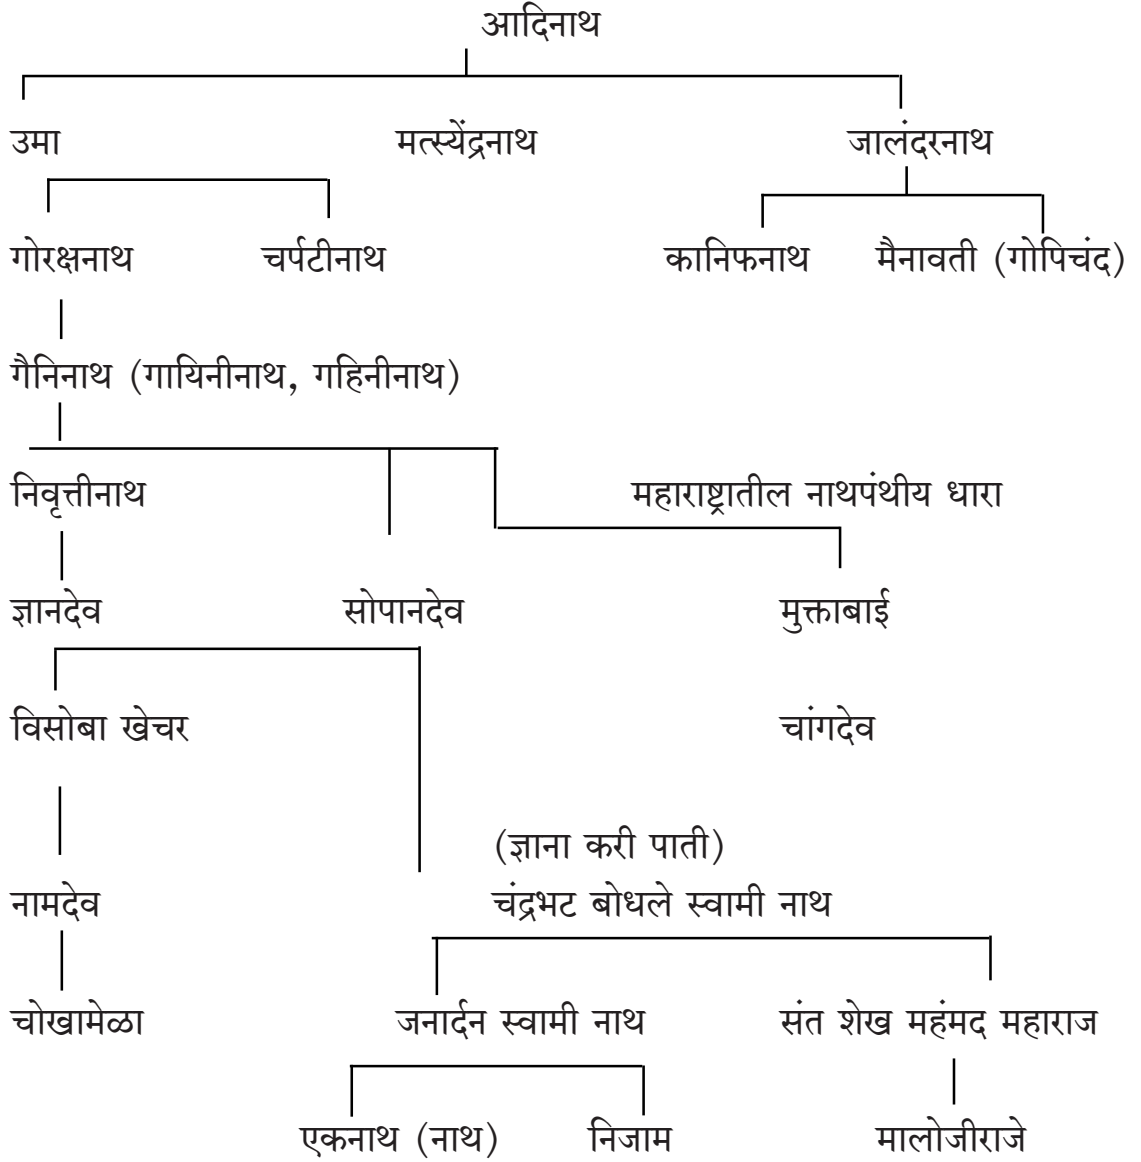 आदिनाथ
उमा मत्स्येंद्रनाथ जालंदरनाथ
गोरक्षनाथ चर्पटीनाथ कानिफनाथ मैनावती (गोपिचंद)
गैनिनाथ (गायिनीनाथ, गहिनीनाथ)
निवृत्तीनाथ महाराष्ट्रातील नाथपंथीय धारा
ज्ञानदेव सोपानदेव मुक्ताबाई
विसोबा खेचर चांगदेव
(ज्ञाना करी पाती)
नामदेव चंद्रभट बोधले स्वामी नाथ
चोखामेळा जनार्दन स्वामी नाथ संत शेख महंमद महाराज
एकनाथ (नाथ) निजाम मालोजीराजे